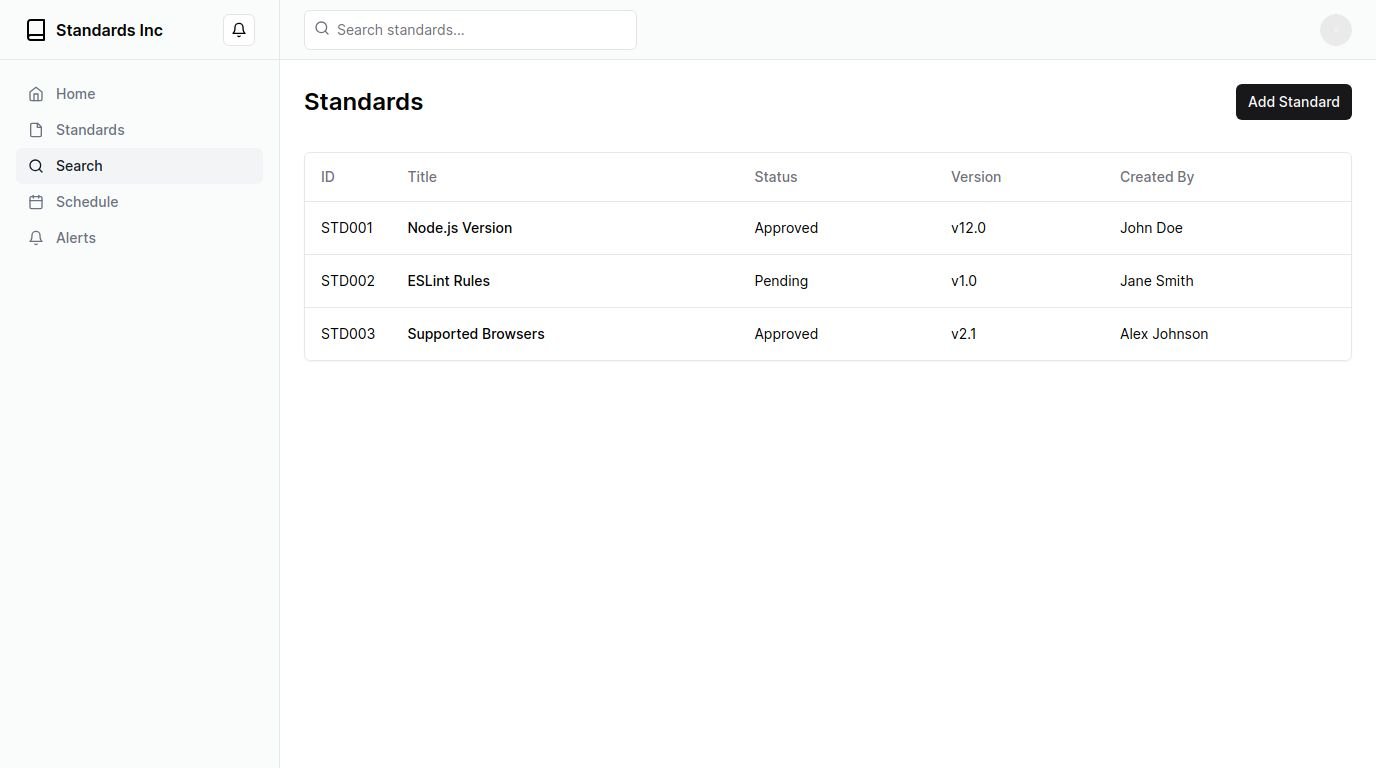 Standards Inc
Search standards...
Home
Standards
Search
Schedule
Alerts
Standards
Add Standard
ID Title Status Version Created By
STD001 Node.js Version Approved v12.0 John Doe
STD002 ESLint Rules Pending v1.0 Jane Smith
STD003 Supported Browsers Approved v2.1 Alex Johnson